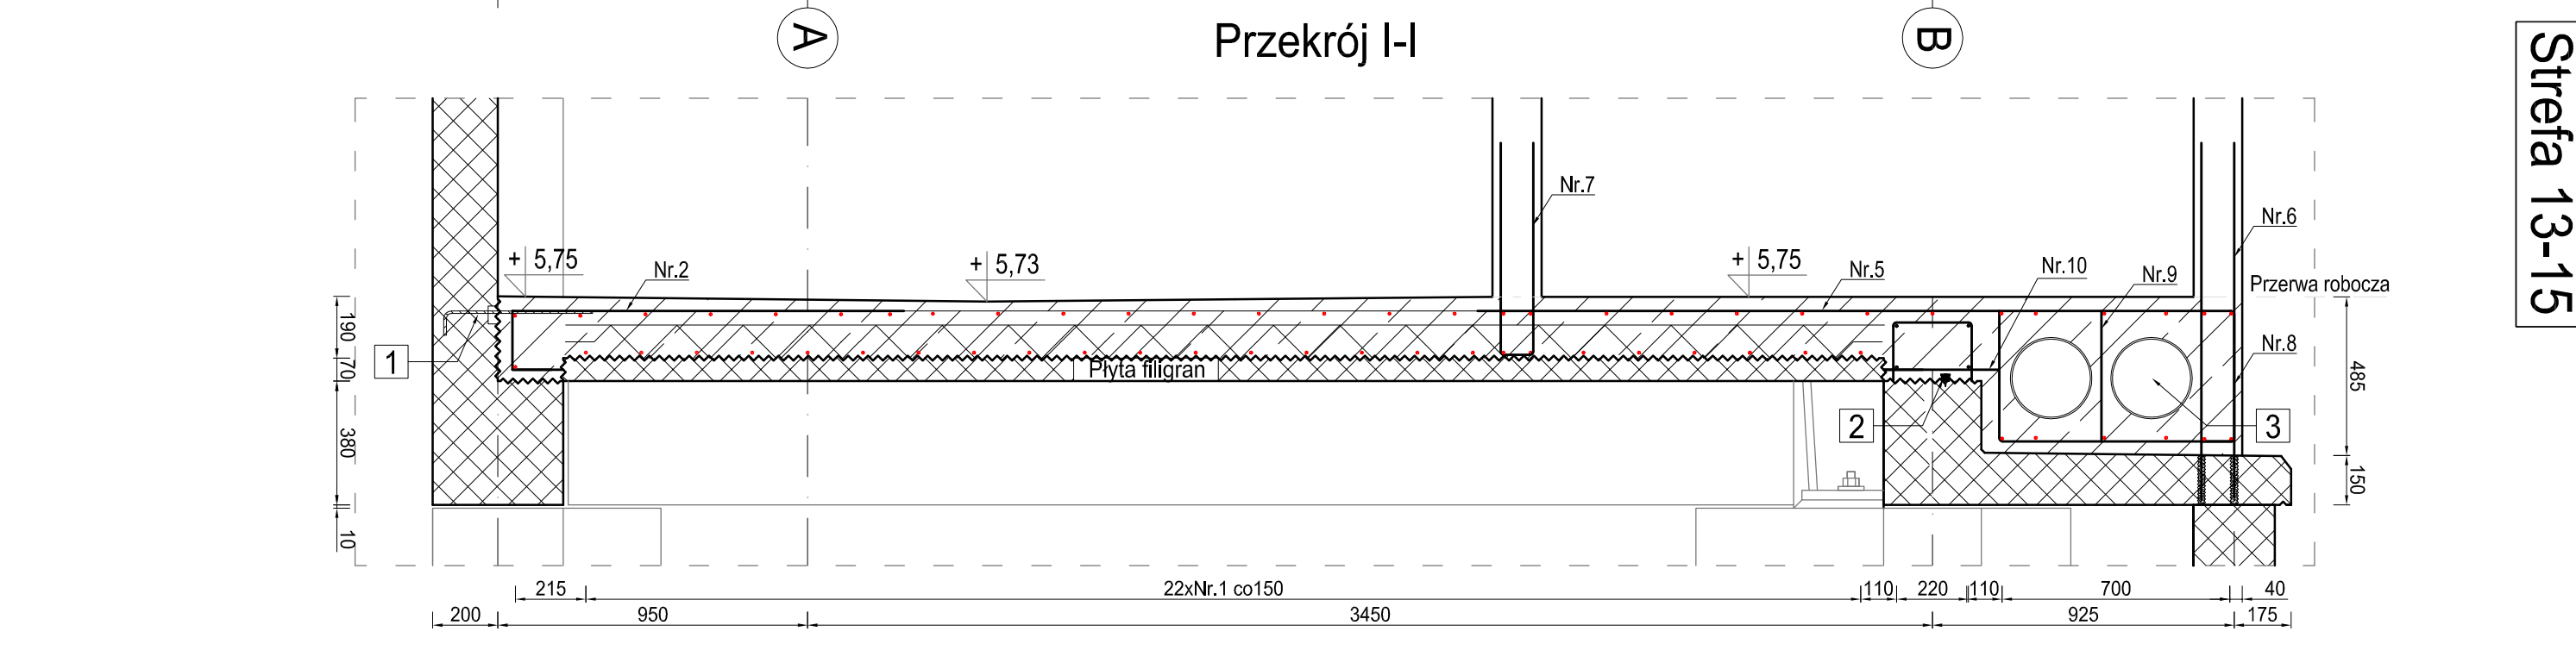 A
Przekrój I-I
B
Strefa 13-15
Nr.7
Nr.6
+ 5,75
Nr.2
+ 5,73
+ 5,75
Nr.5
Nr.10
Nr.9
Przerwa robocza
190
70
380
10
1
Płyta filigran
2
3
Nr.8
485
150
215
22xNr.1 co150
110
220
110
700
40
200
950
3450
925
175